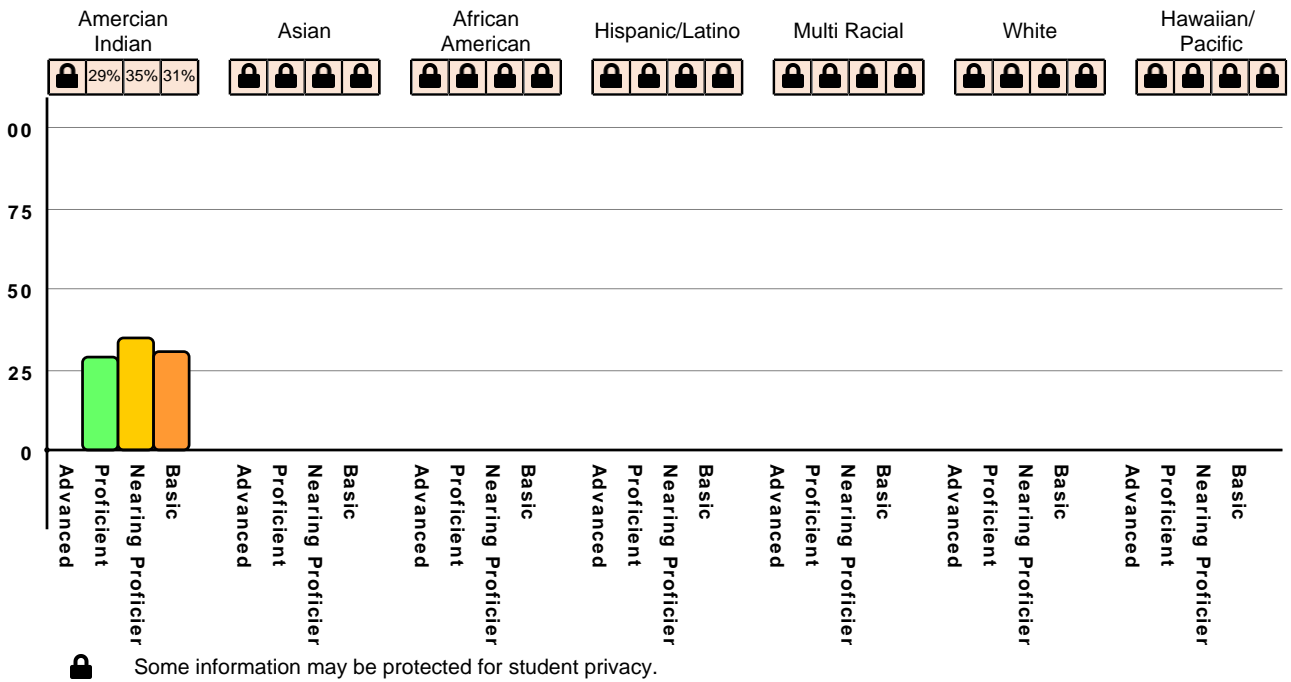 Amercian
Indian
Asian
African
American
Hispanic/Latino
Multi Racial
White
Hawaiian/
Pacific
29% 35% 31%
00
75
50
25
0
Advanced
Proficient
Nearing Proficier
Basic
Advanced
Proficient
Nearing Proficier
Basic
Advanced
Proficient
Nearing Proficier
Basic
Advanced
Proficient
Nearing Proficier
Basic
Advanced
Proficient
Nearing Proficier
Basic
Advanced
Proficient
Nearing Proficier
Basic
Advanced
Proficient
Nearing Proficier
Basic
Some information may be protected for student privacy.